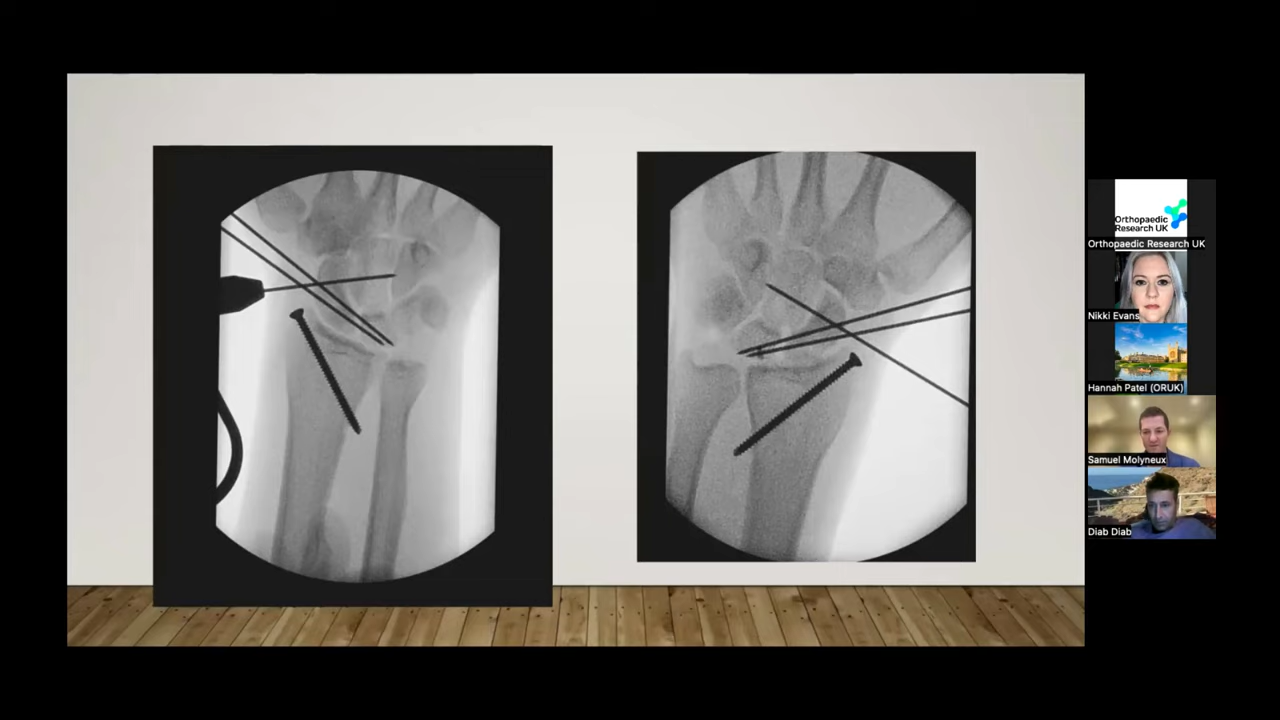 Orthopaedic
Research UK
Orthopaedic Research UK
Nikki Evans
Hannah Patel (ORUK)
Samuel Molyneux
Diab Diab